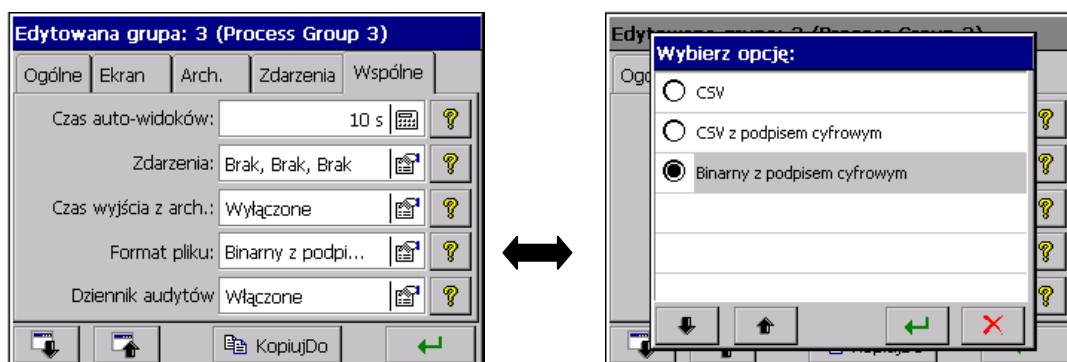 Edytowana grupa: 3 (Process Group 3)
Ogólne Ekran Arch. Zdarzenia Wspólne
Czas auto-widoków: 10 s
Zdarzenia: Brak, Brak, Brak
Czas wyjścia z arch.: Wyłączone
Format pliku: Binarny z podpi...
Dziennik audytów Włączone
KopiujDo
Wybierz opcję:
CSV
CSV z podpisem cyfrowym
Binarny z podpisem cyfrowym